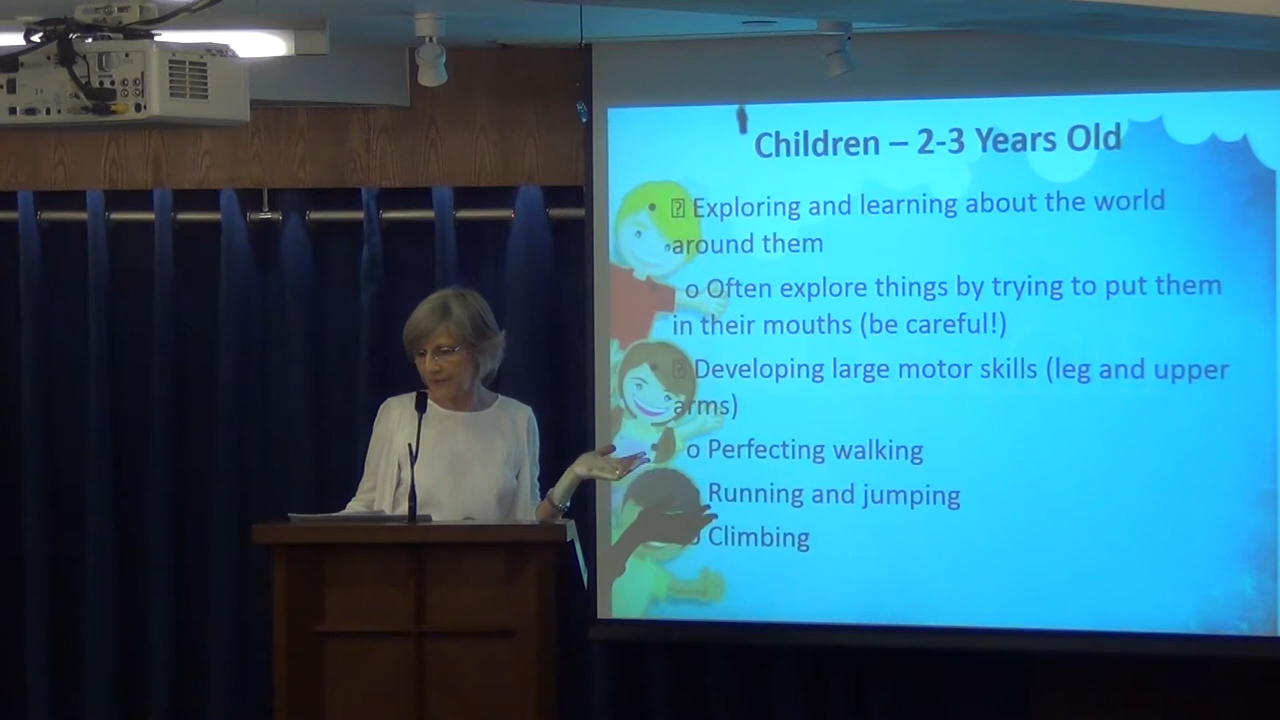 Children – 2-3 Years Old
• Exploring and learning about the world
around them
o Often explore things by trying to put them
in their mouths (be careful!)
• Developing large motor skills (leg and upper
arms)
o Perfecting walking
Running and jumping
o Climbing